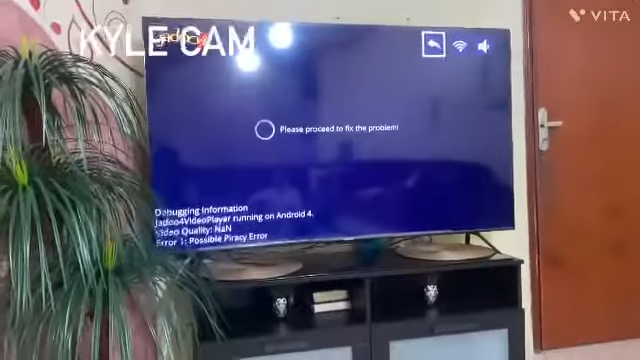 KYLE CAM
VITA
Please proceed to fix the problem!
Debugging Information
Jadoo4VideoPlayer running on Android 4.
Video Quality: NaN
Error 1: Possible Piracy Error